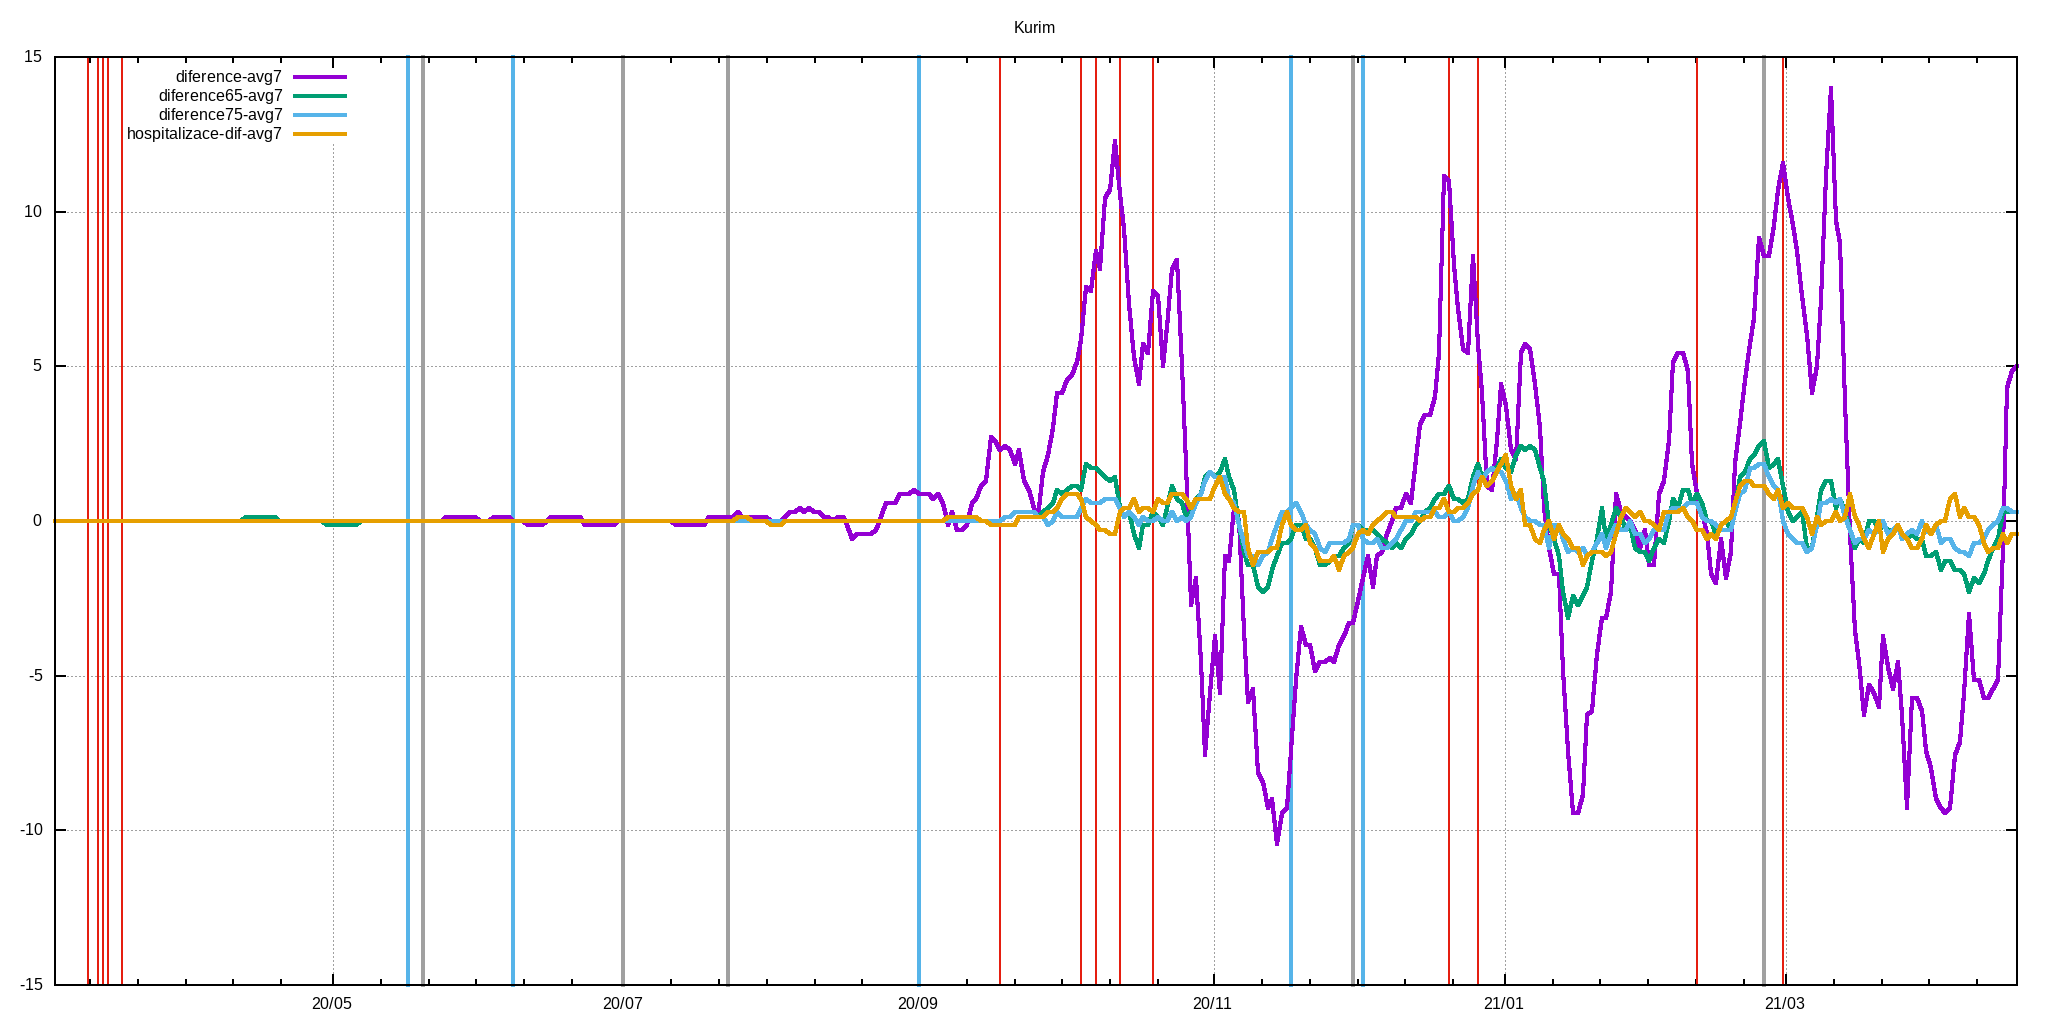 Kurim
15
diference-avg7
diference65-avg7
diference75-avg7
hospitalizace-dif-avg7
10
5
0
-5
-10
-15
20/05 20/07 20/09 20/11 21/01 21/03